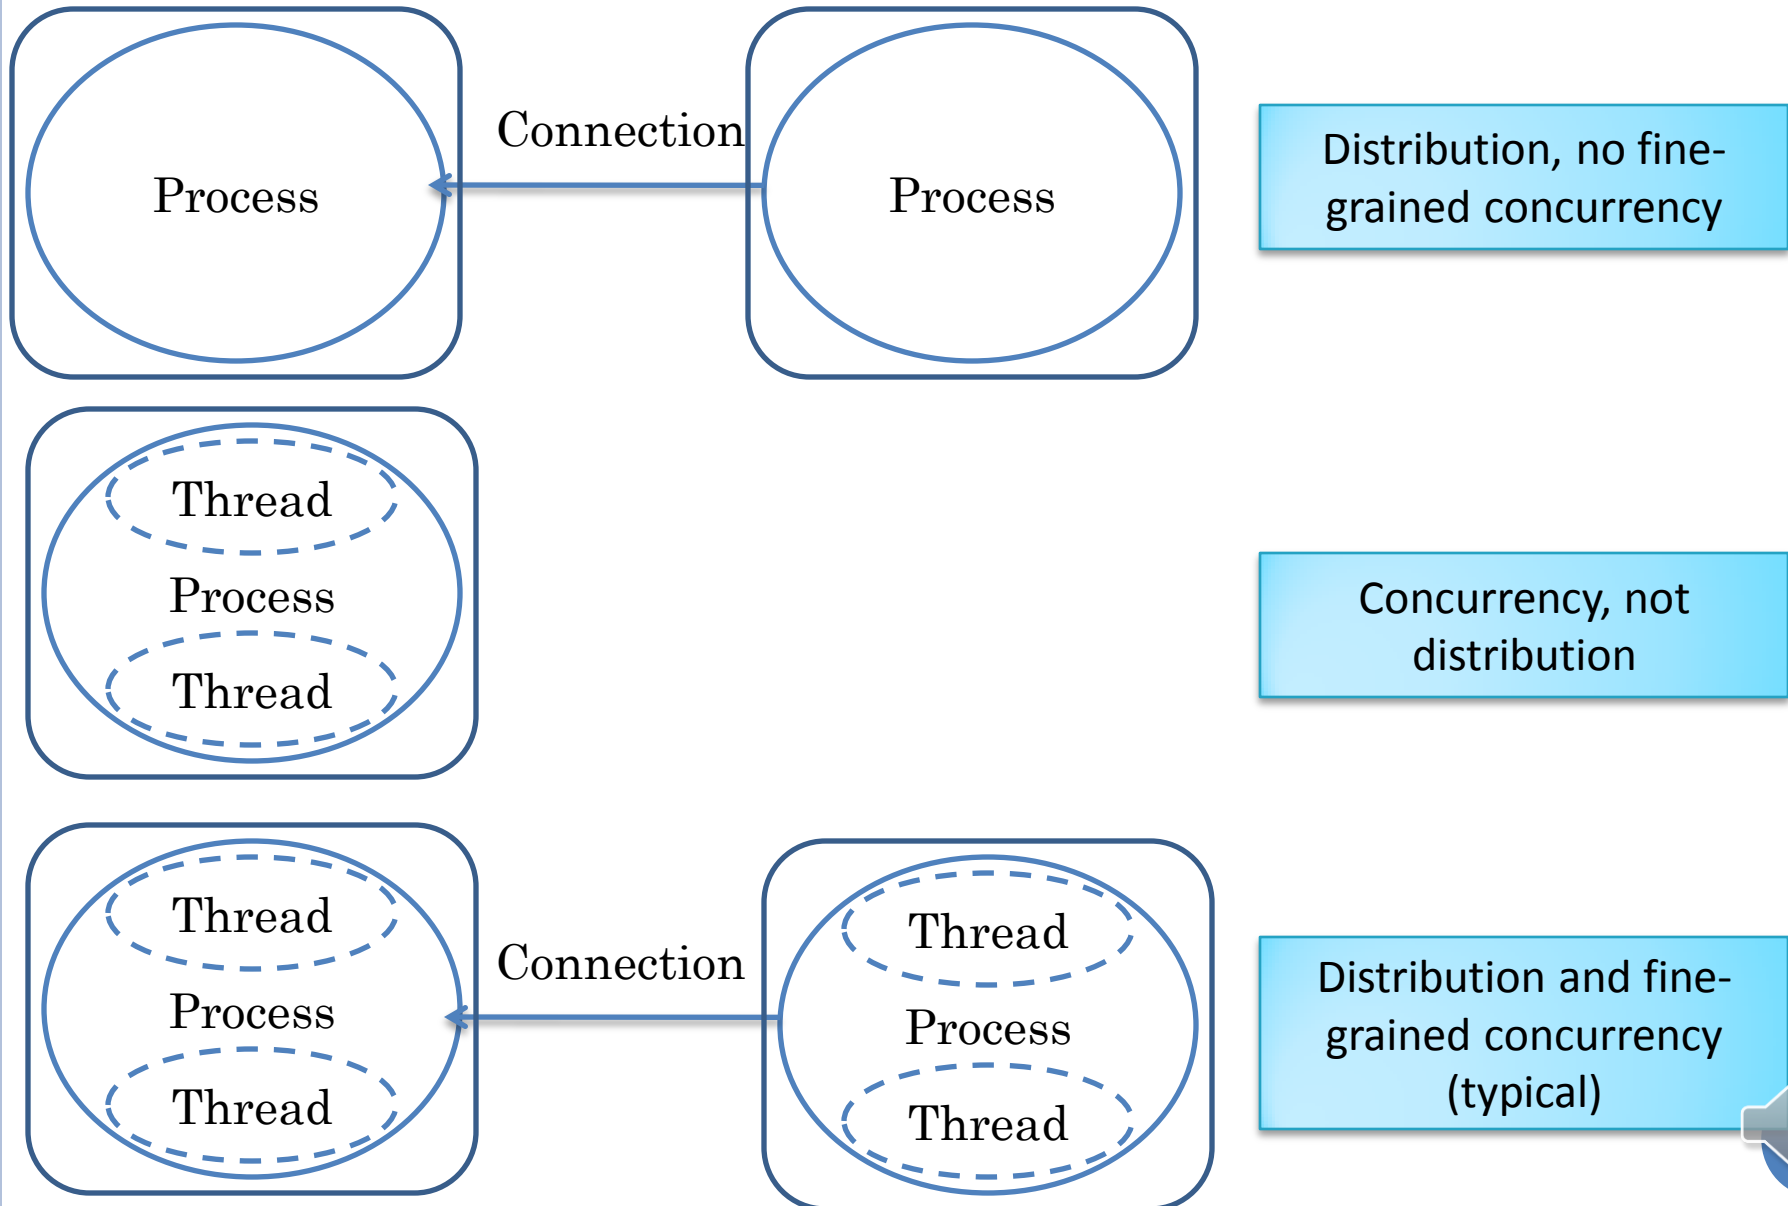 Process
Connection
Process
Distribution, no fine-
grained concurrency
Thread
Process
Thread
Concurrency, not
distribution
Thread
Process
Thread
Connection
Thread
Process
Thread
Distribution and fine-
grained concurrency
(typical)